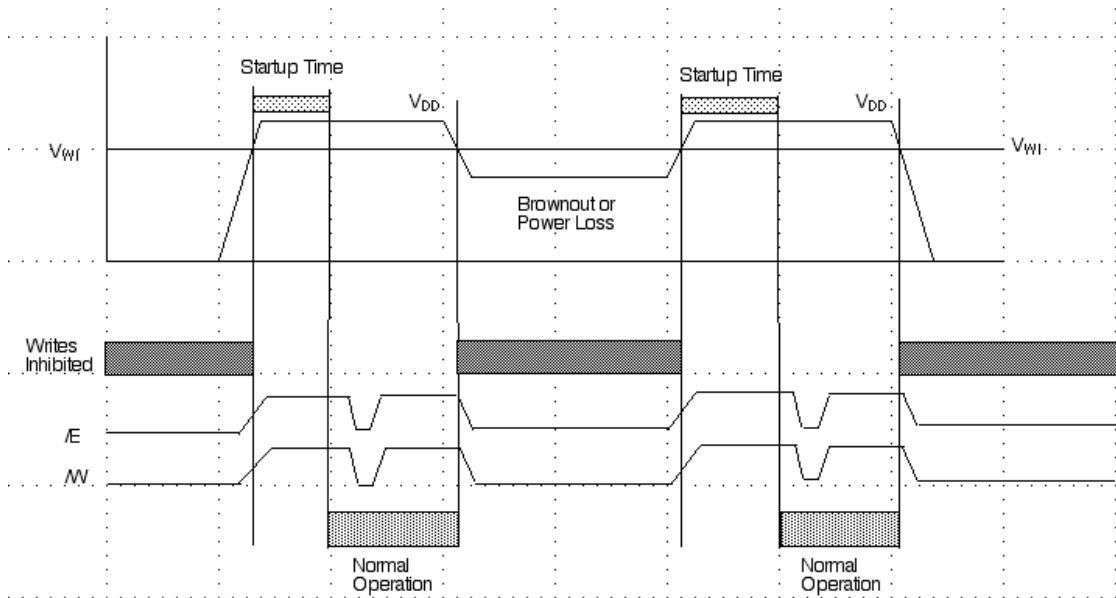 Startup Time
Startup Time
VDD
VDD
VWI
VWI
Brownout or
Power Loss
Writes
Inhibited
/E
/W
Normal
Operation
Normal
Operation